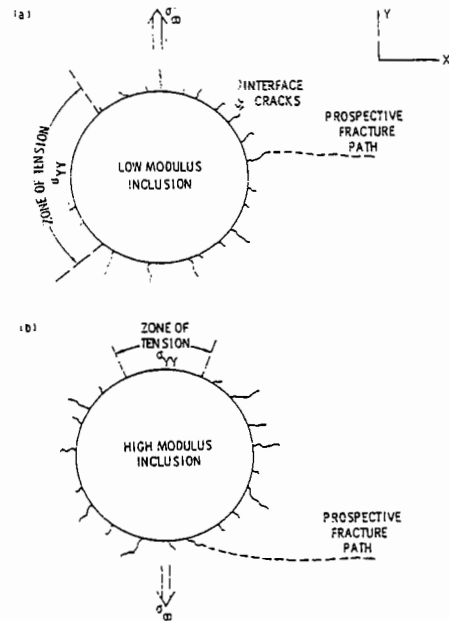 (a)
σB
Y
X
INTERFACE
CRACKS
PROSPECTIVE
FRACTURE
PATH
ZONE OF TENSION
σYY
LOW MODULUS
INCLUSION
(b)
ZONE OF
TENSION
σYY
HIGH MODULUS
INCLUSION
PROSPECTIVE
FRACTURE
PATH